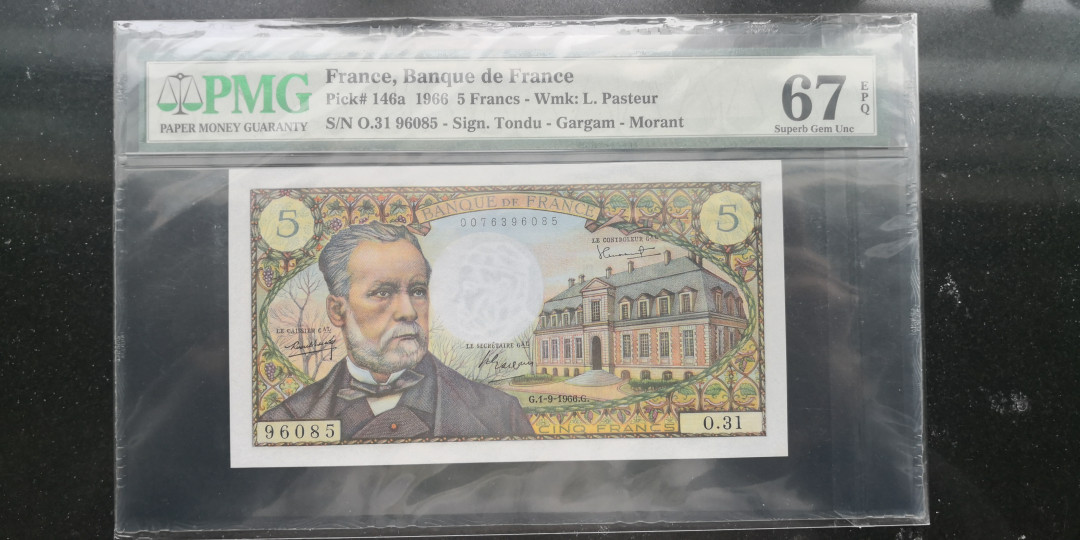 PMG
PAPER MONEY GUARANTY
France, Banque de France
Pick# 146a 1966 5 Francs - Wmk: L. Pasteur
S/N O.31 96085 - Sign. Tondu - Gargam - Morant
67
EPQ
Superb Gem Unc
5
BANQUE DE FRANCE
5
0076396085
LE CONTROLEUR GAL
LE CAISSIER GAL
LE SECRÉTAIRE GAL
G.1-9-1966.G.
96085
CINQ FRANCS
O.31